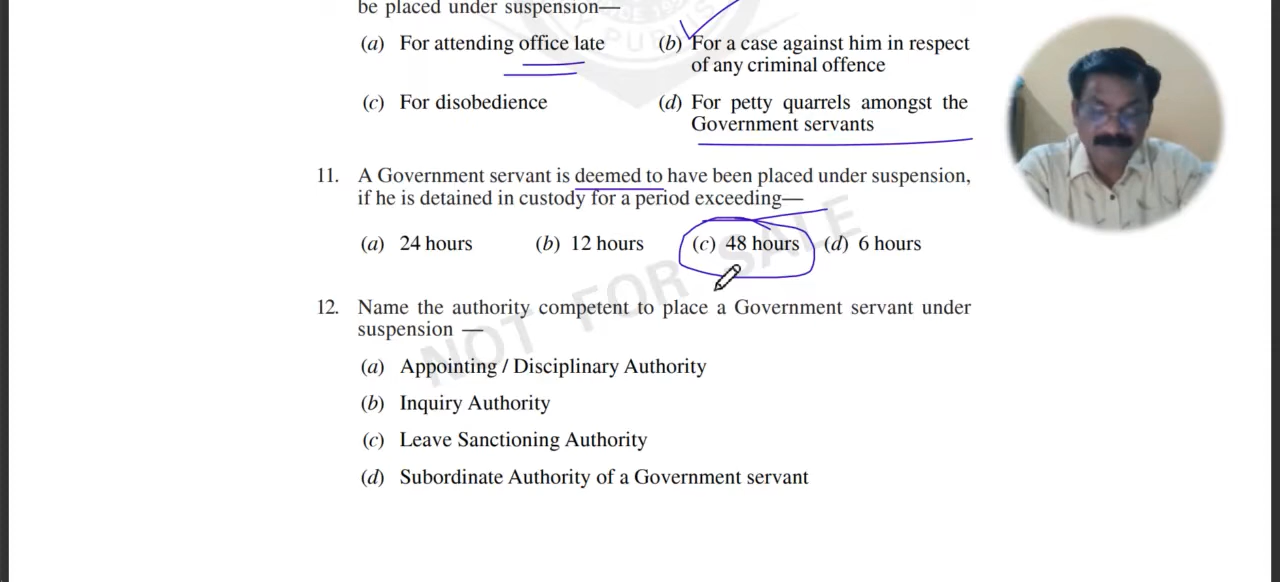 be placed under suspension—
(a) For attending office late (b) For a case against him in respect
of any criminal offence
(c) For disobedience (d) For petty quarrels amongst the
Government servants
11. A Government servant is deemed to have been placed under suspension,
if he is detained in custody for a period exceeding—
(a) 24 hours (b) 12 hours (c) 48 hours (d) 6 hours
12. Name the authority competent to place a Government servant under
suspension —
(a) Appointing / Disciplinary Authority
(b) Inquiry Authority
(c) Leave Sanctioning Authority
(d) Subordinate Authority of a Government servant
NOT FOR SALE